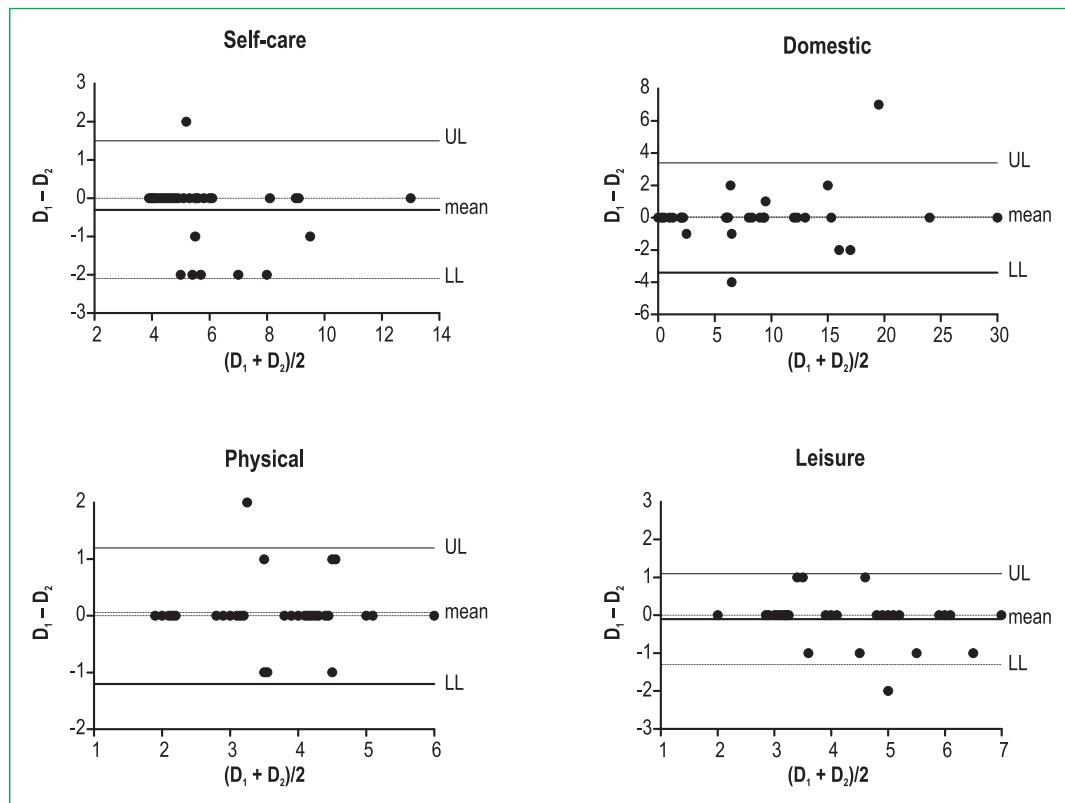 Self-care
3
2
1
0
-1
-2
-3
D₁ – D₂
UL
mean
LL
2 4 6 8 10 12 14
(D₁ + D₂)/2
Domestic
8
6
4
2
0
-2
-4
-6
D₁ – D₂
UL
mean
LL
0 5 10 15 20 25 30
(D₁ + D₂)/2
Physical
2
1
0
-1
-2
D₁ – D₂
UL
mean
LL
1 2 3 4 5 6
(D₁ + D₂)/2
Leisure
3
2
1
0
-1
-2
-3
D₁ – D₂
UL
mean
LL
1 2 3 4 5 6 7
(D₁ + D₂)/2